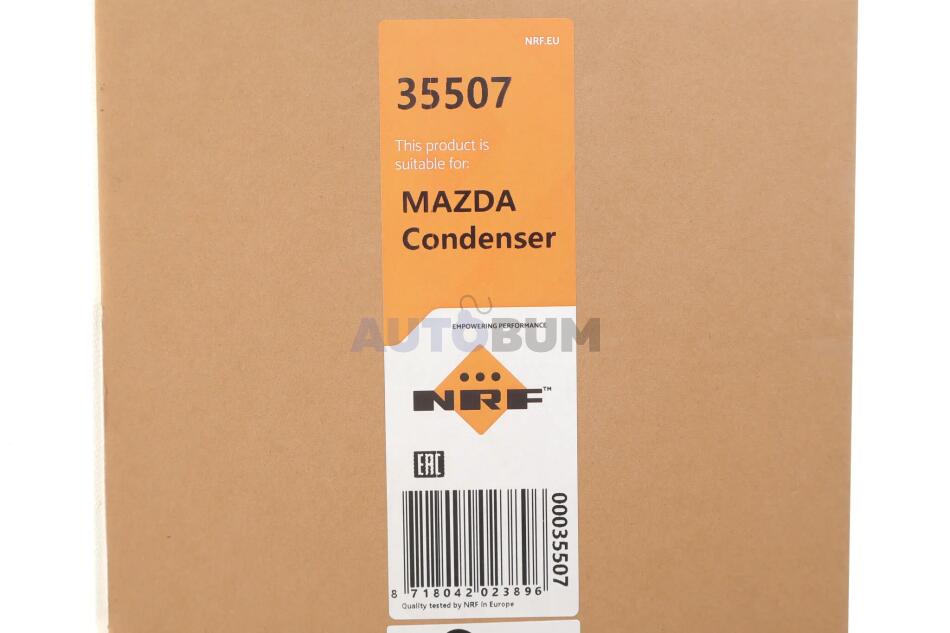 NRF.EU
35507
This product is
suitable for:
MAZDA
Condenser
EMPOWERING PERFORMANCE
AUTOBUM
NRF™
EAC
00035507
8 718042 023896
Quality tested by NRF in Europe